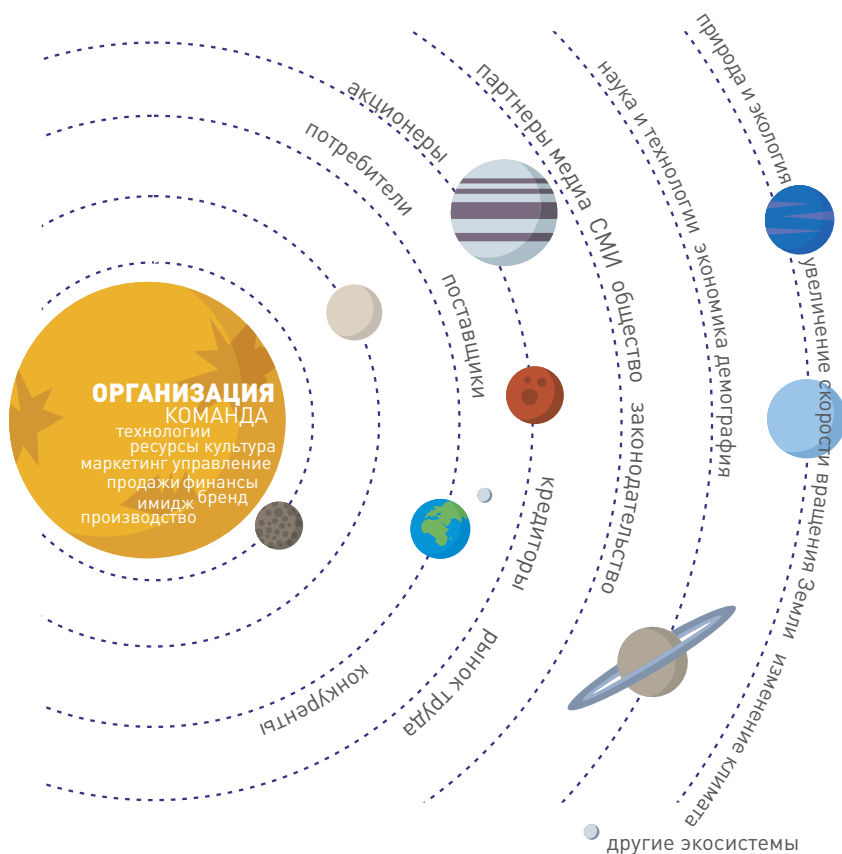 ОРГАНИЗАЦИЯ
КОМАНДА
технологии
ресурсы культура
маркетинг управление
продажи финансы
имидж бренд
производство
потребители
поставщики
конкуренты
акционеры
кредиторы
рынок труда
партнеры медиа СМИ общество законодательство
наука и технологии экономика демография
природа и экология
увеличение скорости вращения Земли изменение климата
другие экосистемы